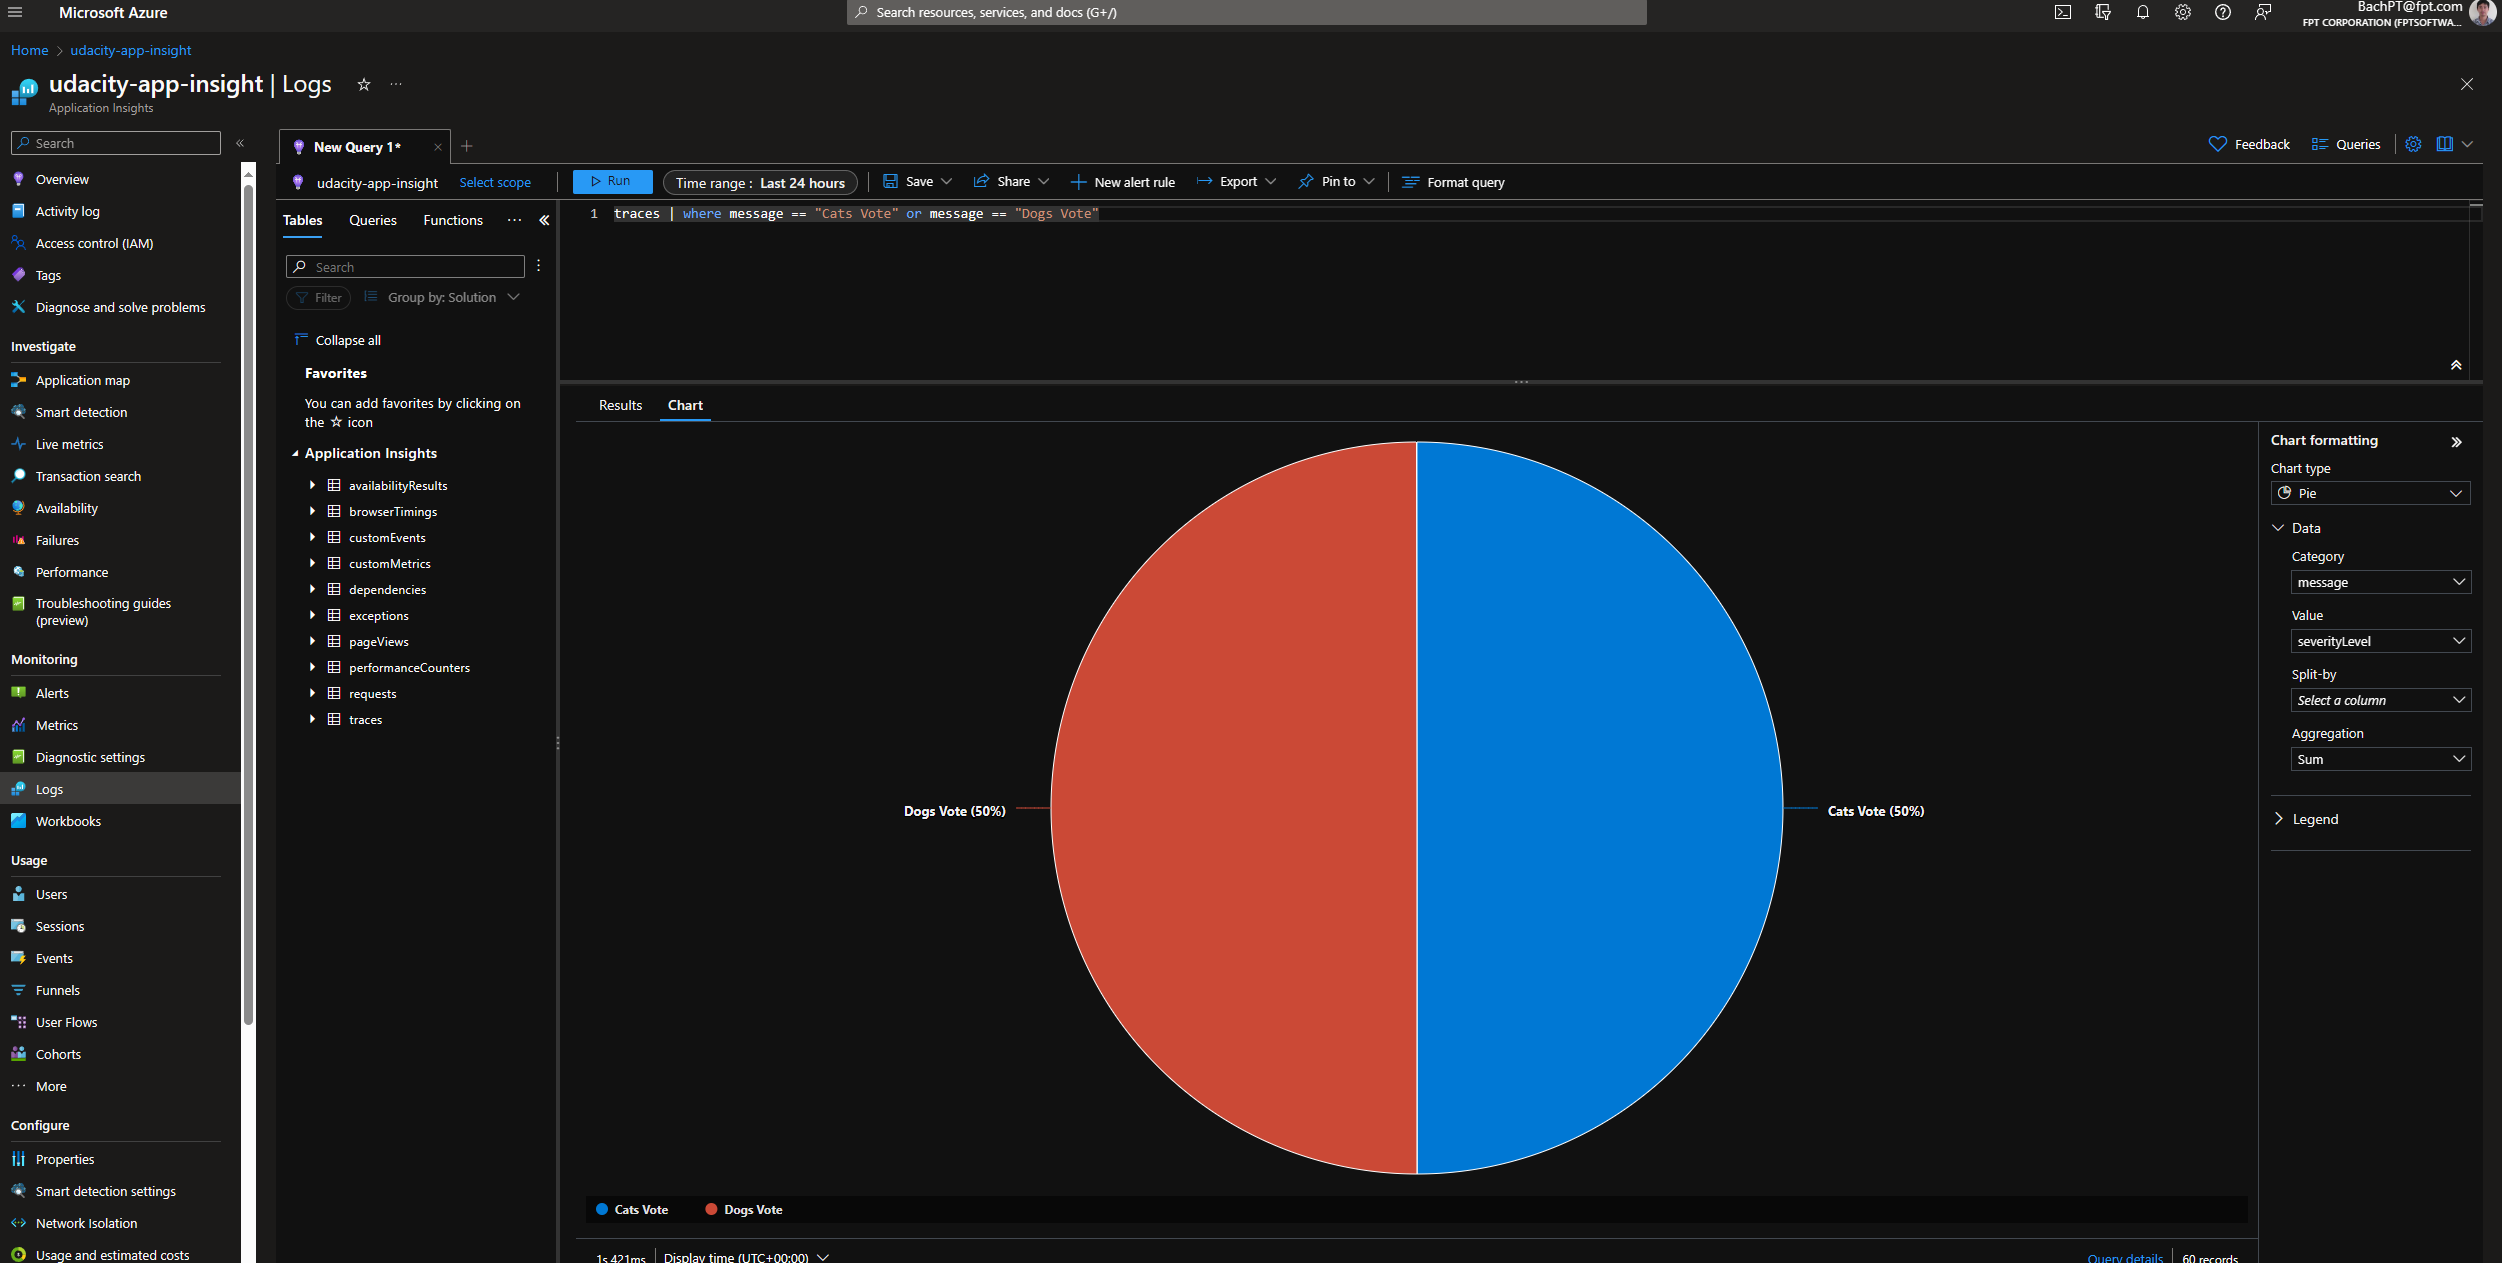 Microsoft Azure
Search resources, services, and docs (G+/)
BachPT@fpt.com
FPT CORPORATION (FPTSOFTWA...
Home > udacity-app-insight
udacity-app-insight | Logs
Application Insights
Search
Overview
Activity log
Access control (IAM)
Tags
Diagnose and solve problems
Investigate
Application map
Smart detection
Live metrics
Transaction search
Availability
Failures
Performance
Troubleshooting guides
(preview)
Monitoring
Alerts
Metrics
Diagnostic settings
Logs
Workbooks
Usage
Users
Sessions
Events
Funnels
User Flows
Cohorts
More
Configure
Properties
Smart detection settings
Network Isolation
Usage and estimated costs
New Query 1*
Feedback
Queries
udacity-app-insight
Select scope
Run
Time range : Last 24 hours
Save
Share
New alert rule
Export
Pin to
Format query
Tables
Queries
Functions
Search
Filter
Group by: Solution
Collapse all
Favorites
You can add favorites by clicking on
the ☆ icon
Application Insights
availabilityResults
browserTimings
customEvents
customMetrics
dependencies
exceptions
pageViews
performanceCounters
requests
traces
1 traces | where message == "Cats Vote" or message == "Dogs Vote"
Results
Chart
Dogs Vote (50%)
Cats Vote (50%)
Cats Vote
Dogs Vote
1s 421ms
Display time (UTC+00:00)
Query details
60 records
Chart formatting
Chart type
Pie
Data
Category
message
Value
severityLevel
Split-by
Select a column
Aggregation
Sum
Legend